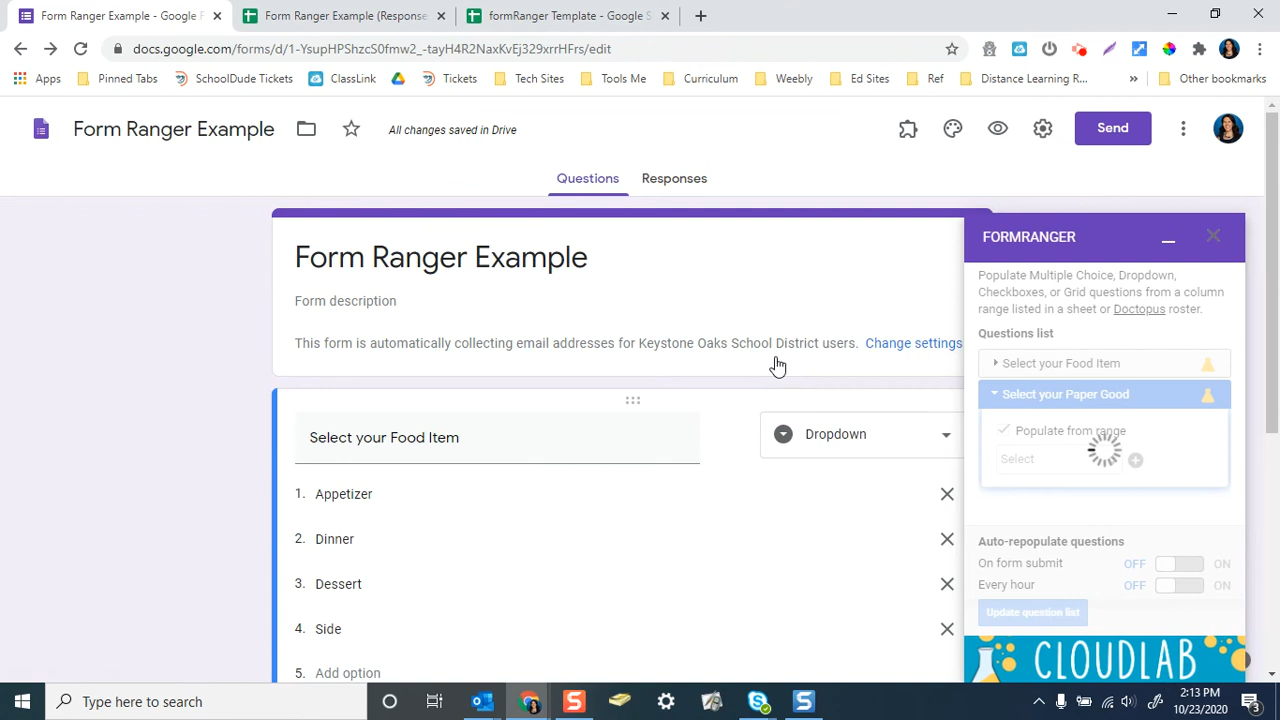 Form Ranger Example - Google F
Form Ranger Example (Response
formRanger Template - Google S
docs.google.com/forms/d/1-YsupHPShzcS0fmw2_-tayH4R2NaxKvEj329xrrHFrs/edit
Apps
Pinned Tabs
SchoolDude Tickets
ClassLink
Tickets
Tech Sites
Tools Me
Curriculum
Weebly
Ed Sites
Ref
Distance Learning R...
Other bookmarks
Form Ranger Example
All changes saved in Drive
Send
Questions
Responses
Form Ranger Example
Form description
This form is automatically collecting email addresses for Keystone Oaks School District users. Change settings
Select your Food Item
Dropdown
1. Appetizer
2. Dinner
3. Dessert
4. Side
5. Add option
FORMRANGER
Populate Multiple Choice, Dropdown,
Checkboxes, or Grid questions from a column
range listed in a sheet or Doctopus roster.
Questions list
Select your Food Item
Select your Paper Good
Populate from range
Select
Auto-repopulate questions
On form submit OFF ON
Every hour OFF ON
Update question list
CLOUDLAB
Type here to search
2:13 PM
10/23/2020
3